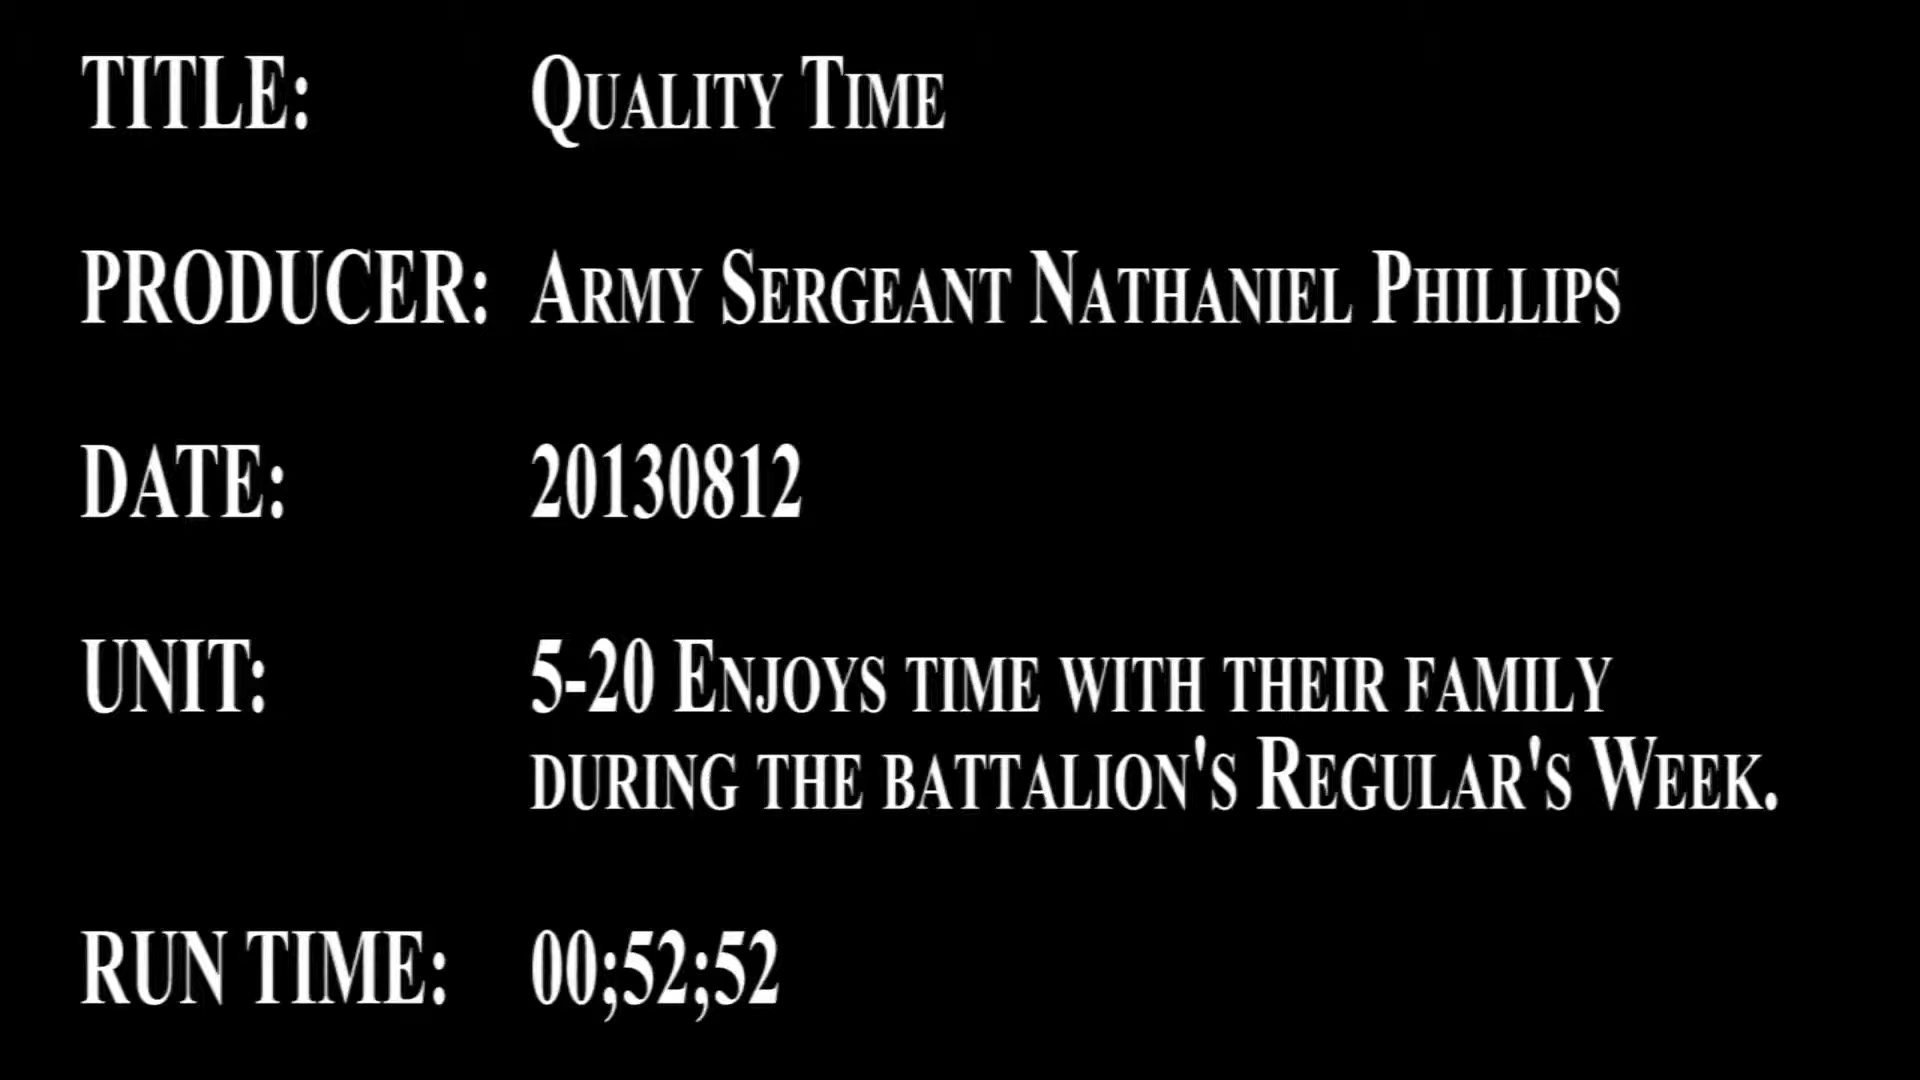 TITLE: Quality Time
PRODUCER: Army Sergeant Nathaniel Phillips
DATE: 20130812
UNIT: 5-20 Enjoys time with their family
during the battalion's Regular's Week.
RUN TIME: 00;52;52